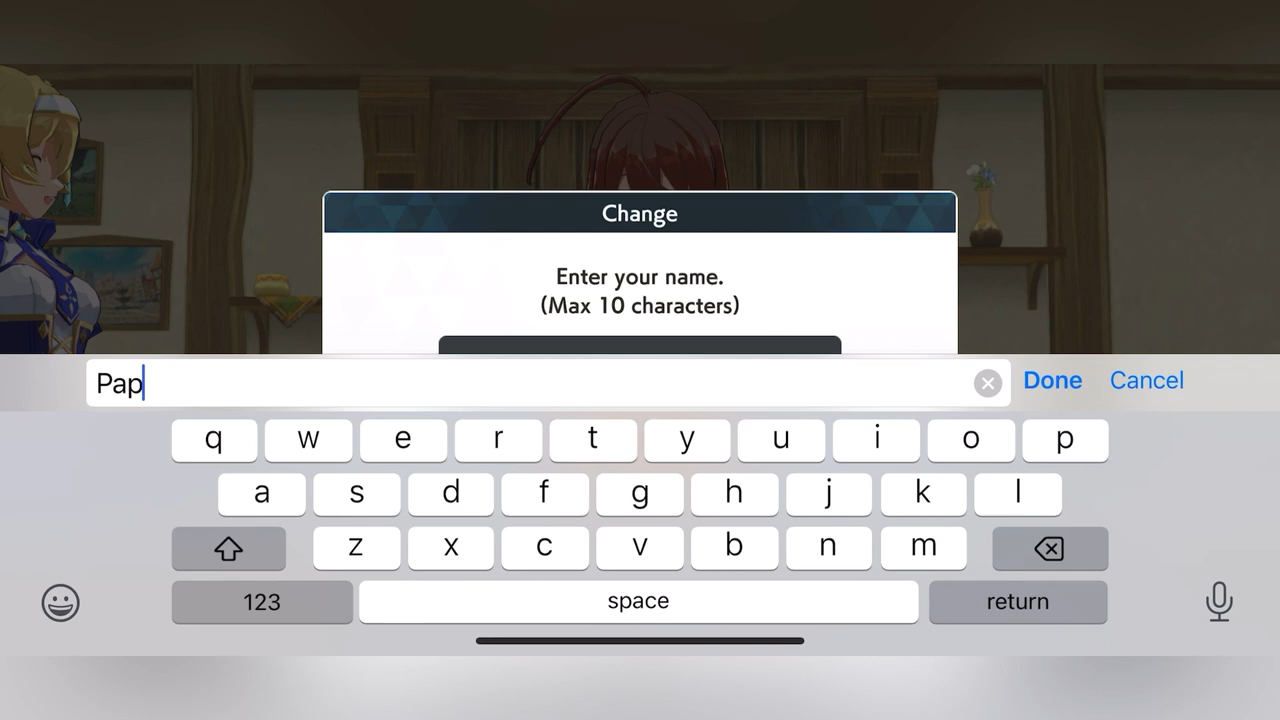 Change
Enter your name.
(Max 10 characters)
Pap
Done Cancel
q w e r t y u i o p
a s d f g h j k l
z x c v b n m
123 space return